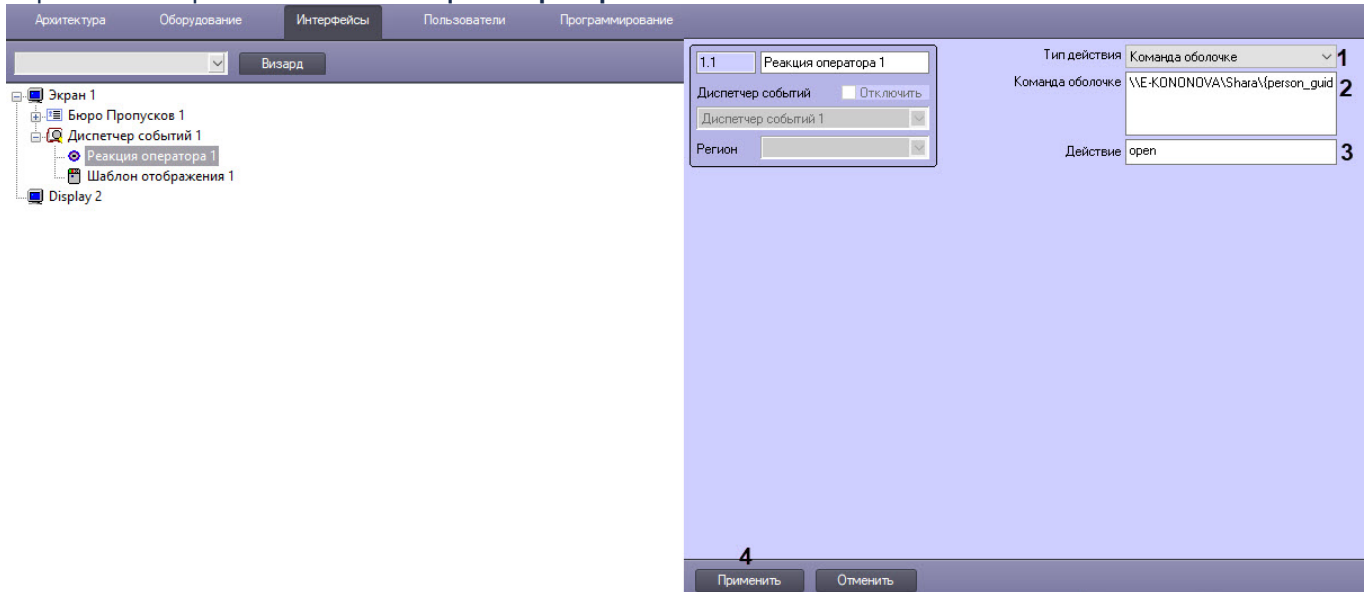 Архитектура Оборудование Интерфейсы Пользователи Программирование
Визард
Экран 1
Бюро Пропусков 1
Диспетчер событий 1
Реакция оператора 1
Шаблон отображения 1
Display 2
1.1 Реакция оператора 1
Диспетчер событий Отключить
Диспетчер событий 1
Регион
Тип действия Команда оболочке 1
Команда оболочке \\E-KONONOVA\Shara\{person_guid 2
Действие open 3
4
Применить Отменить